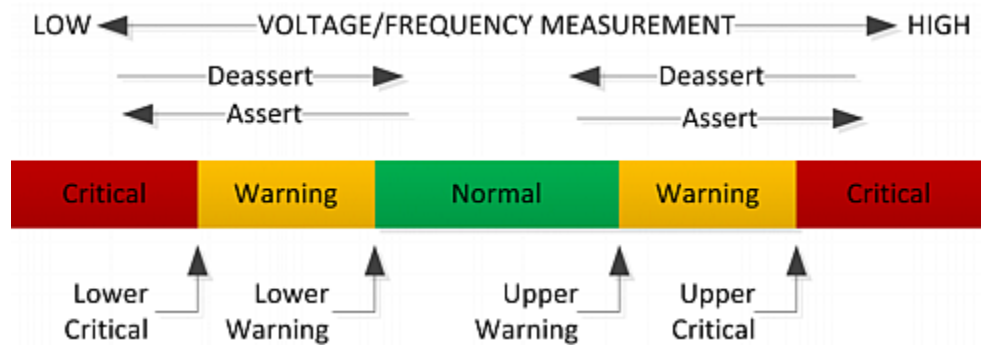 LOW VOLTAGE/FREQUENCY MEASUREMENT HIGH
Deassert Deassert
Assert Assert
Critical Warning Normal Warning Critical
Lower Lower Upper Upper
Critical Warning Warning Critical